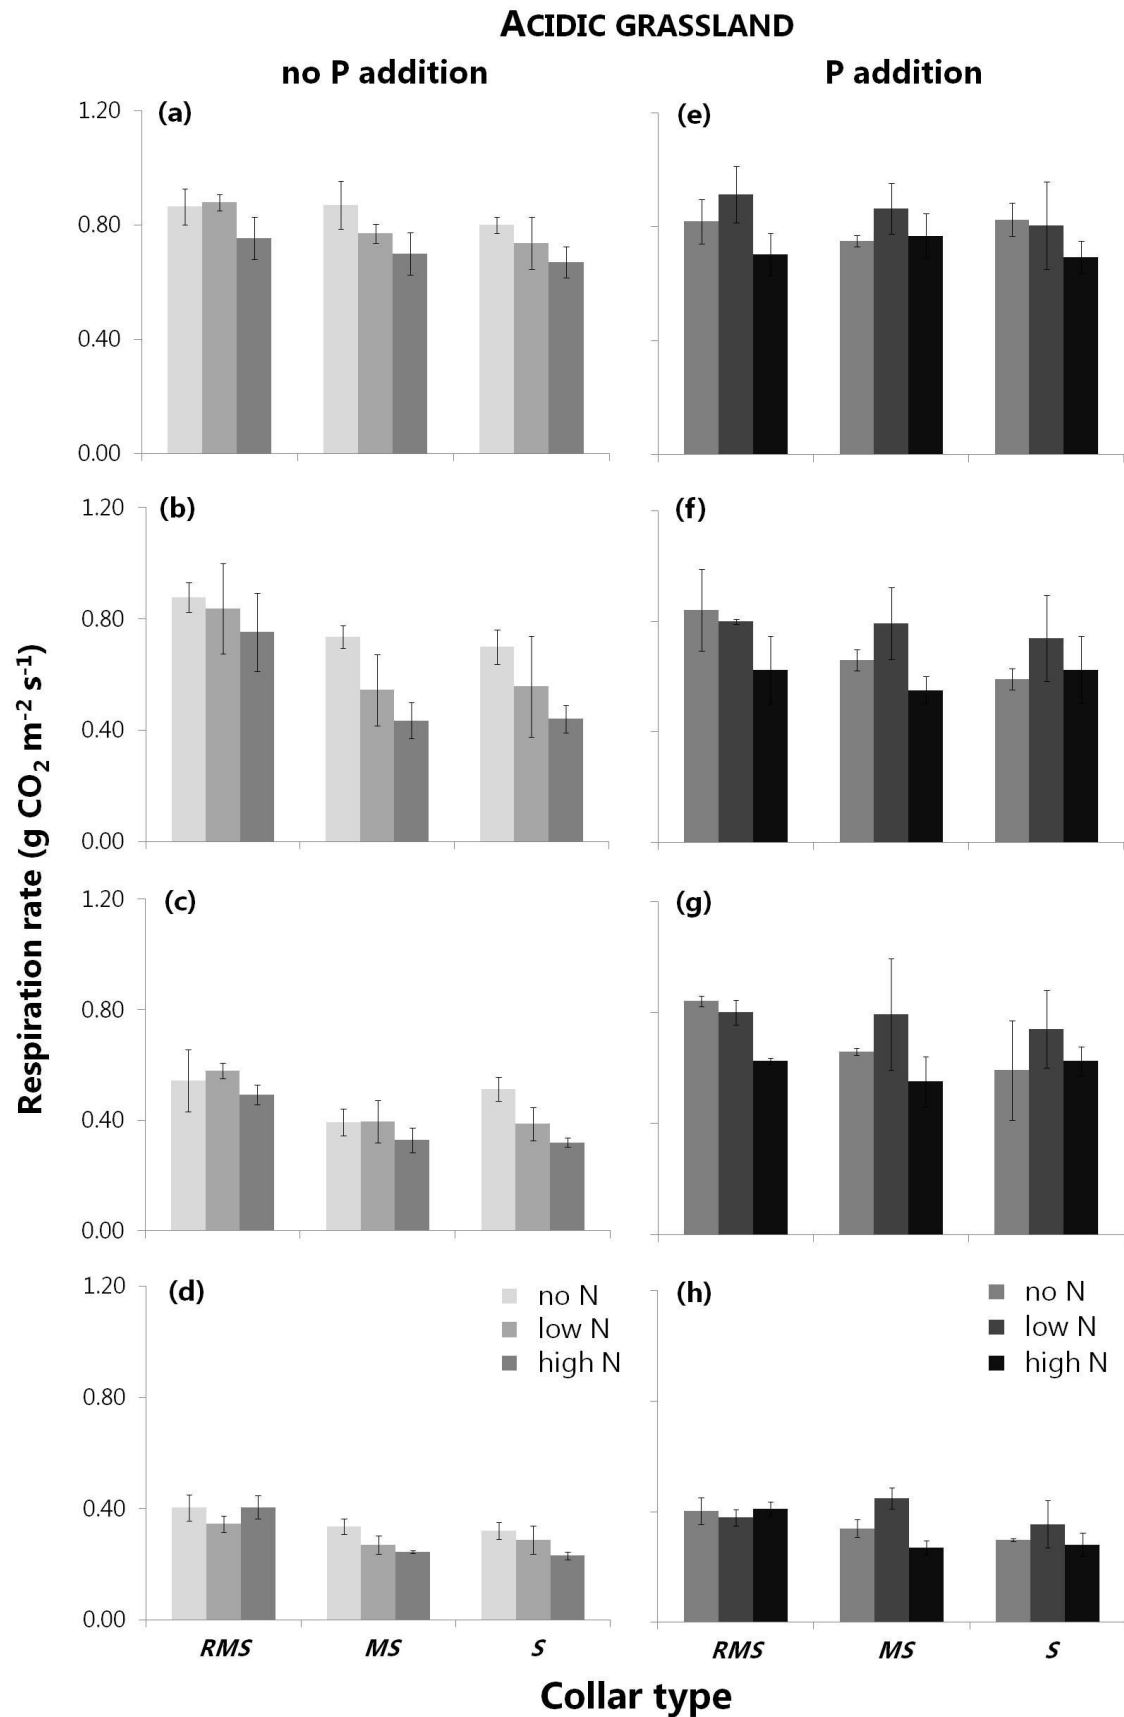 ACIDIC GRASSLAND
no P addition
P addition
Respiration rate (g CO₂ m⁻² s⁻¹)
(a)
1.20
0.80
0.40
0.00
(e)
(b)
1.20
0.80
0.40
0.00
(f)
(c)
1.20
0.80
0.40
0.00
(g)
(d)
1.20
0.80
0.40
0.00
no N
low N
high N
(h)
no N
low N
high N
RMS MS S RMS MS S
Collar type